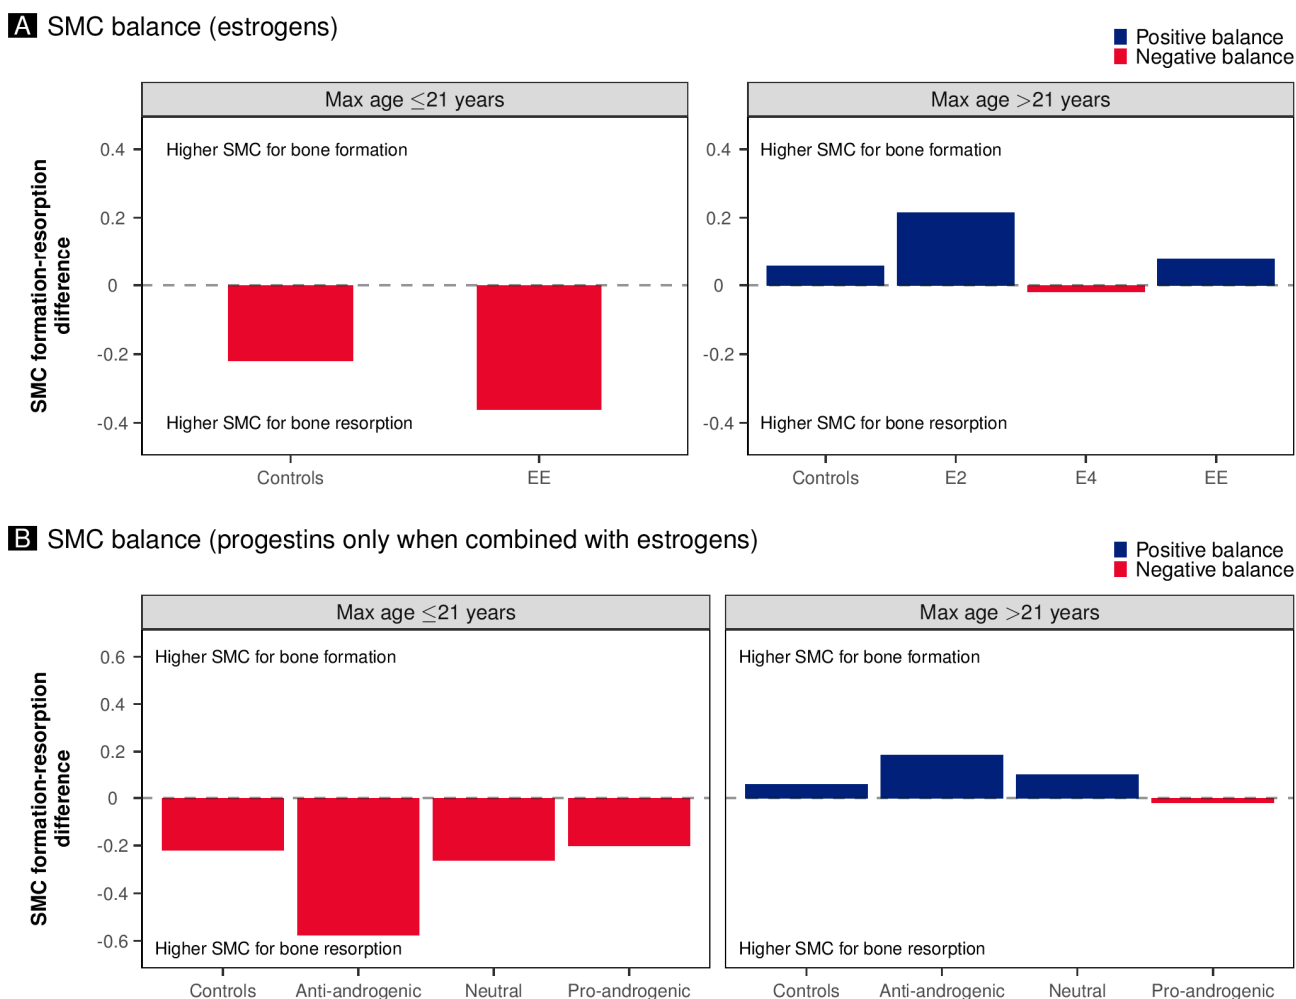 A SMC balance (estrogens)
Positive balance
Negative balance
Max age ≤21 years
Max age >21 years
SMC formation-resorption
difference
0.4
0.2
0
-0.2
-0.4
Higher SMC for bone formation
Higher SMC for bone resorption
Controls
EE
0.4
0.2
0
-0.2
-0.4
Higher SMC for bone formation
Higher SMC for bone resorption
Controls
E2
E4
EE
B SMC balance (progestins only when combined with estrogens)
Positive balance
Negative balance
Max age ≤21 years
Max age >21 years
SMC formation-resorption
difference
0.6
0.4
0.2
0
-0.2
-0.4
-0.6
Higher SMC for bone formation
Higher SMC for bone resorption
Controls
Anti-androgenic
Neutral
Pro-androgenic
Higher SMC for bone formation
Higher SMC for bone resorption
Controls
Anti-androgenic
Neutral
Pro-androgenic